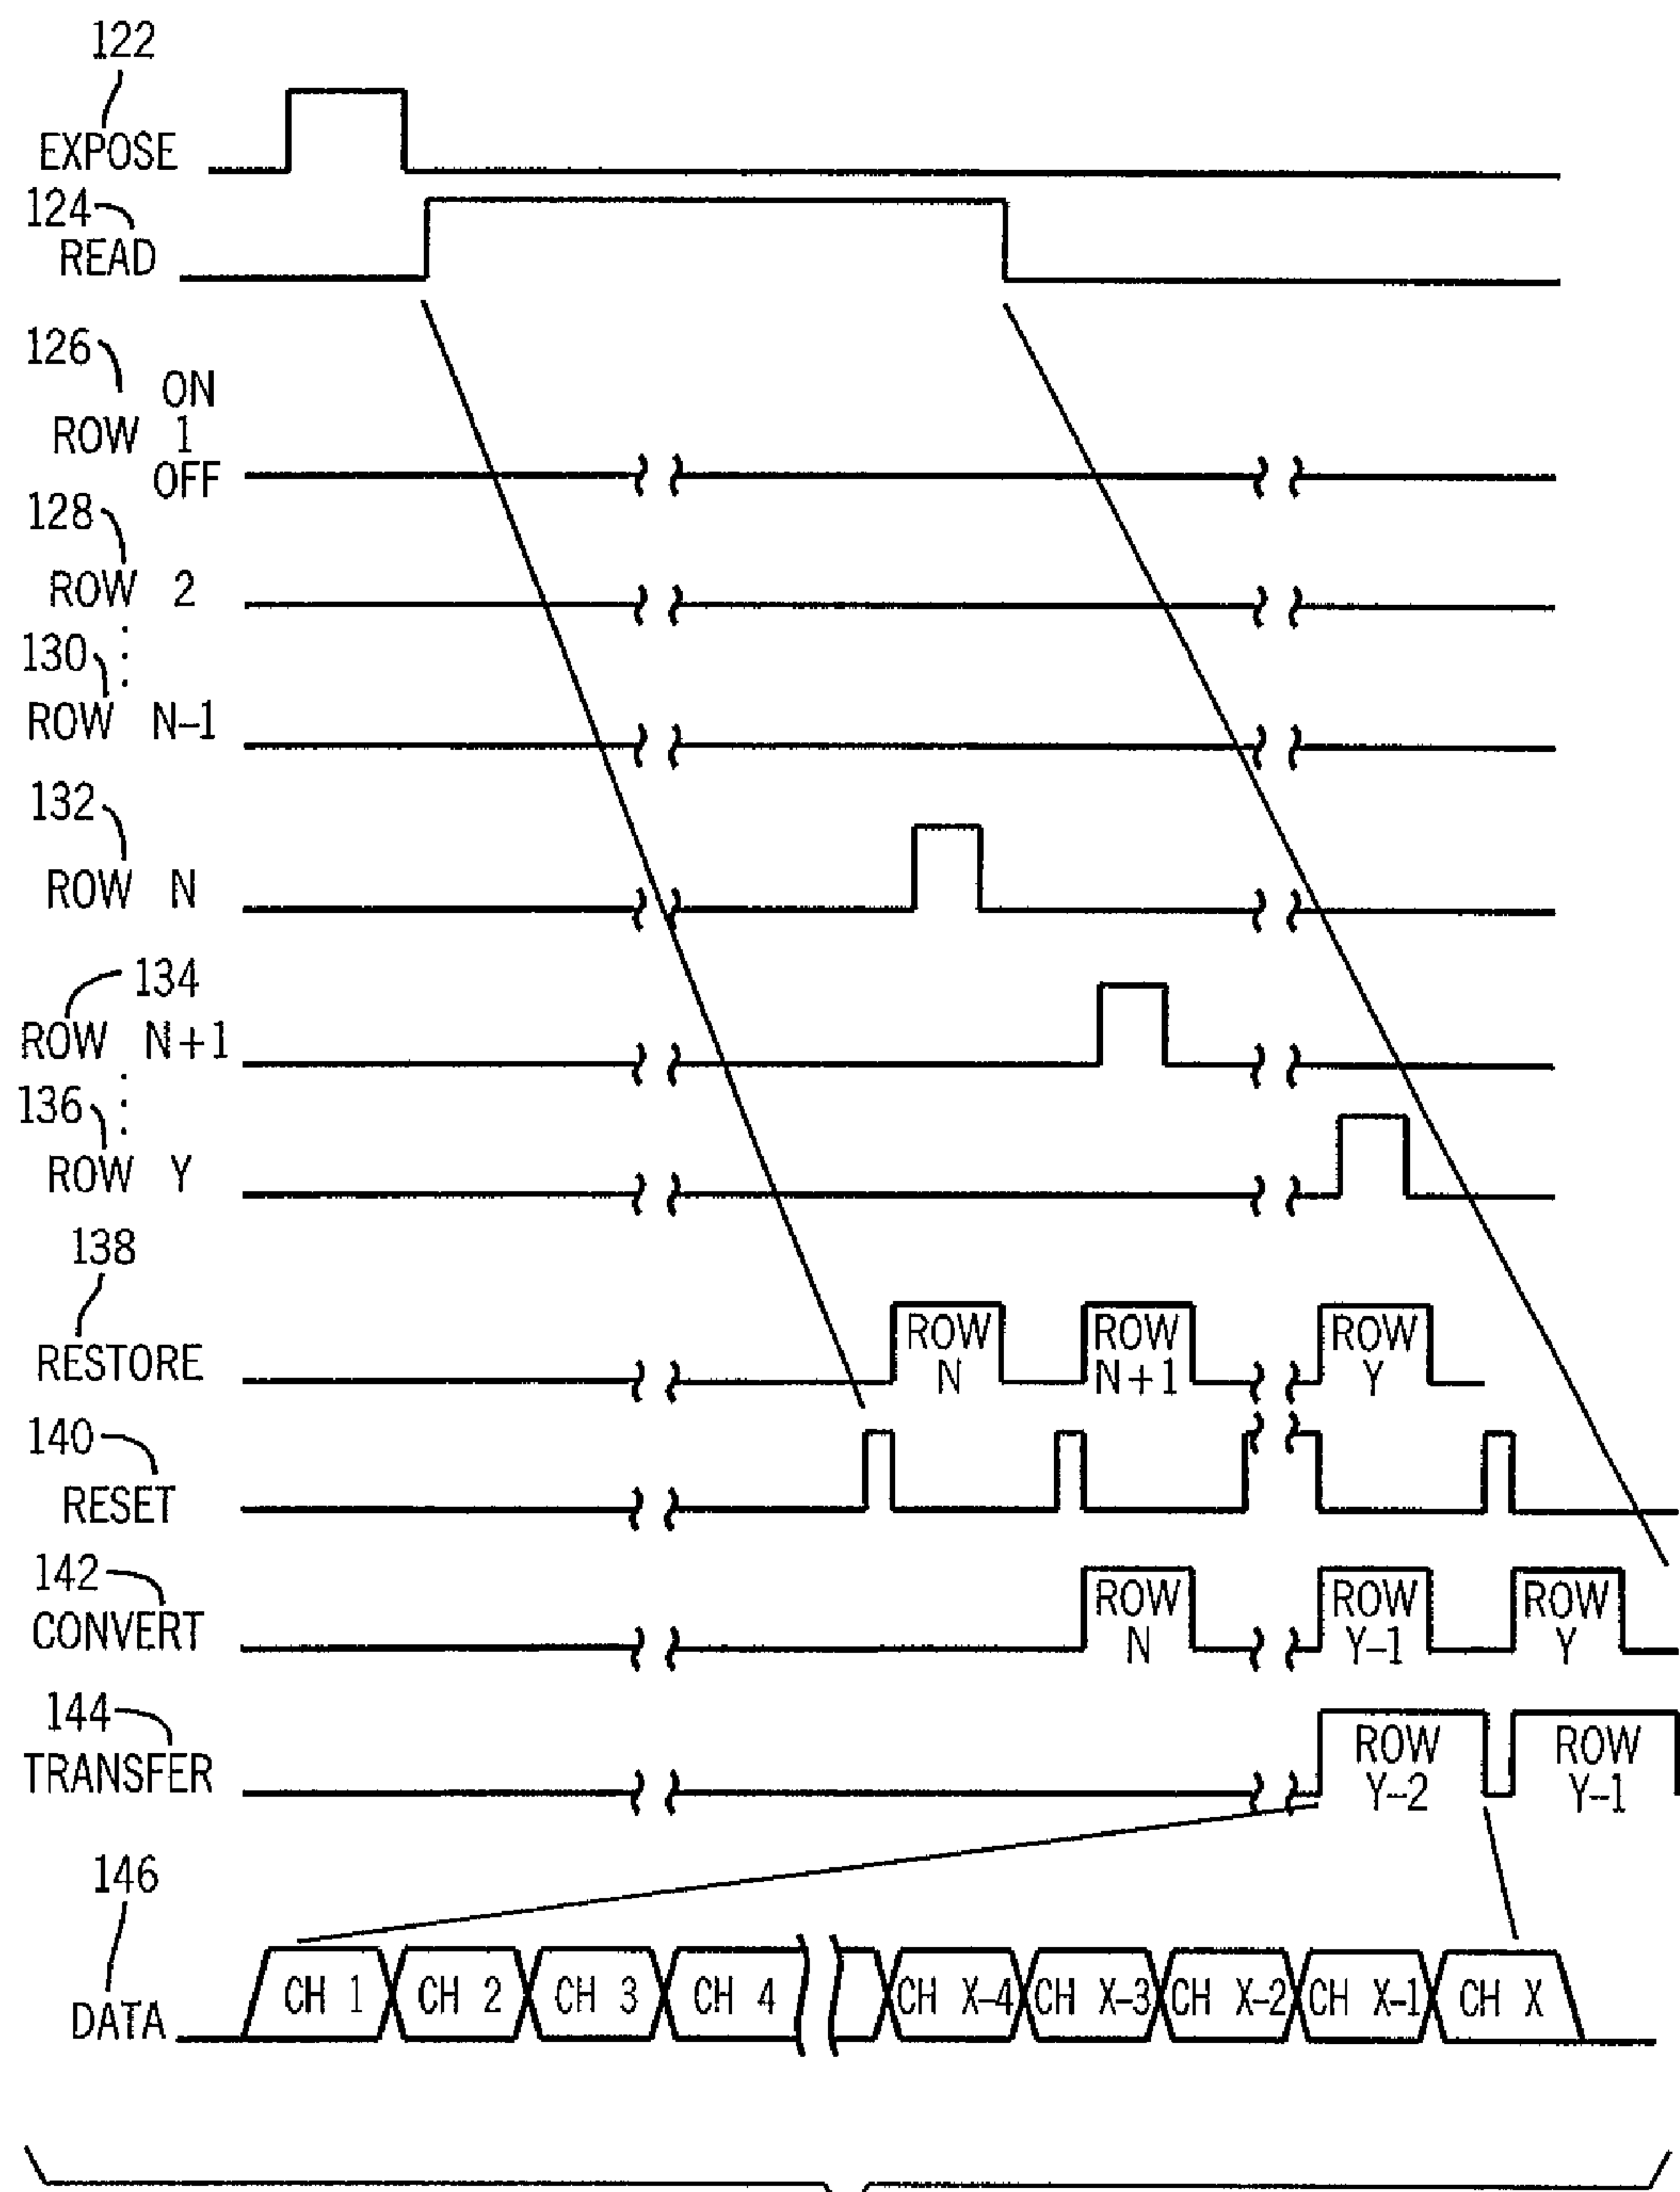 122
EXPOSE
124
READ
126
ON
ROW 1
OFF
128
ROW 2
130
ROW N-1
132
ROW N
134
ROW N+1
136
ROW Y
138
RESTORE
ROW N
ROW N+1
ROW Y
140
RESET
142
CONVERT
ROW N
ROW Y-1
ROW Y
144
TRANSFER
ROW Y-2
ROW Y-1
146
DATA
CH 1
CH 2
CH 3
CH 4
CH X-4
CH X-3
CH X-2
CH X-1
CH X